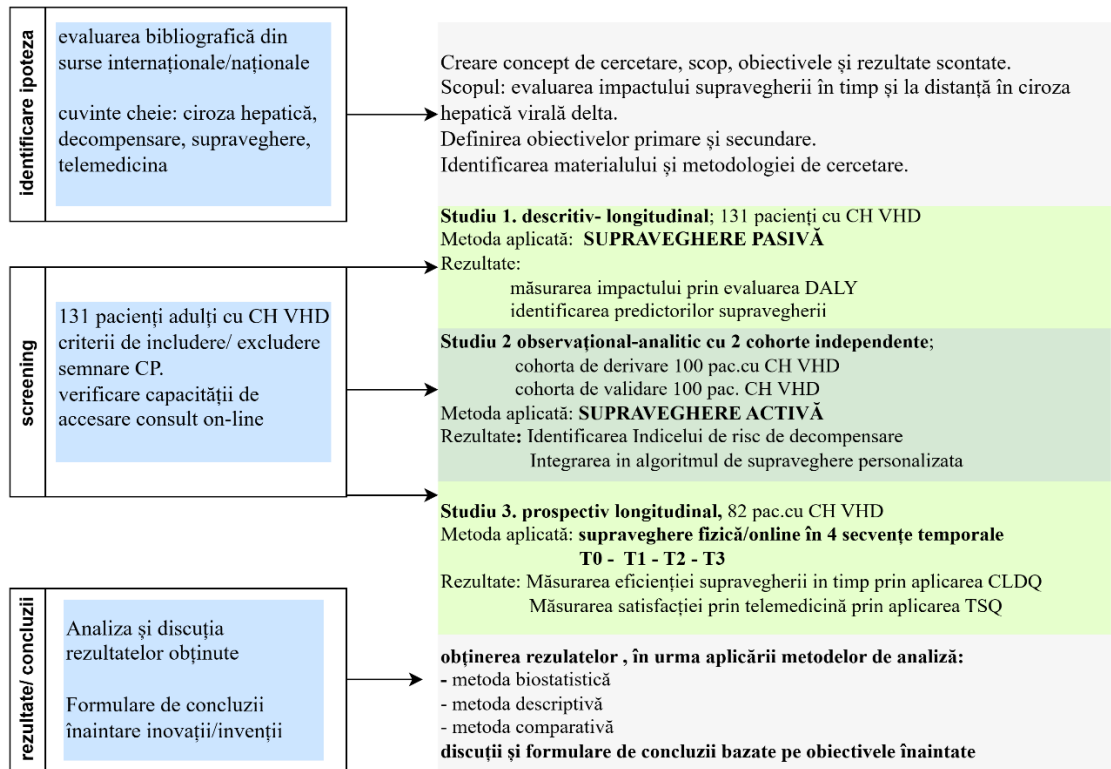 identificare ipoteza
evaluarea bibliografică din
surse internaționale/naționale
cuvinte cheie: ciroza hepatică,
decompensare, supraveghere,
telemedicina
Creare concept de cercetare, scop, obiectivele și rezultate scontate.
Scopul: evaluarea impactului supravegherii în timp și la distanță în ciroza
hepatică virală delta.
Definirea obiectivelor primare și secundare.
Identificarea materialului și metodologiei de cercetare.
screening
131 pacienți adulți cu CH VHD
criterii de includere/ excludere
semnare CP.
verificare capacității de
accesare consult on-line
Studiu 1. descritiv- longitudinal; 131 pacienți cu CH VHD
Metoda aplicată: SUPRAVEGHERE PASIVĂ
Rezultate:
măsurarea impactului prin evaluarea DALY
identificarea predictorilor supravegherii
Studiu 2 observațional-analitic cu 2 cohorte independente;
cohorta de derivare 100 pac.cu CH VHD
cohorta de validare 100 pac. CH VHD
Metoda aplicată: SUPRAVEGHERE ACTIVĂ
Rezultate: Identificarea Indicelui de risc de decompensare
Integrarea in algoritmul de supraveghere personalizata
Studiu 3. prospectiv longitudinal, 82 pac.cu CH VHD
Metoda aplicată: supraveghere fizică/online în 4 secvențe temporale
T0 - T1 - T2 - T3
Rezultate: Măsurarea eficienției supravegherii in timp prin aplicarea CLDQ
Măsurarea satisfacției prin telemedicină prin aplicarea TSQ
rezultate/ concluzii
Analiza și discuția
rezultatelor obținute
Formulare de concluzii
înaintare inovații/invenții
obținerea rezulatelor , în urma aplicării metodelor de analiză:
- metoda biostatistică
- metoda descriptivă
- metoda comparativă
discuții și formulare de concluzii bazate pe obiectivele înaintate